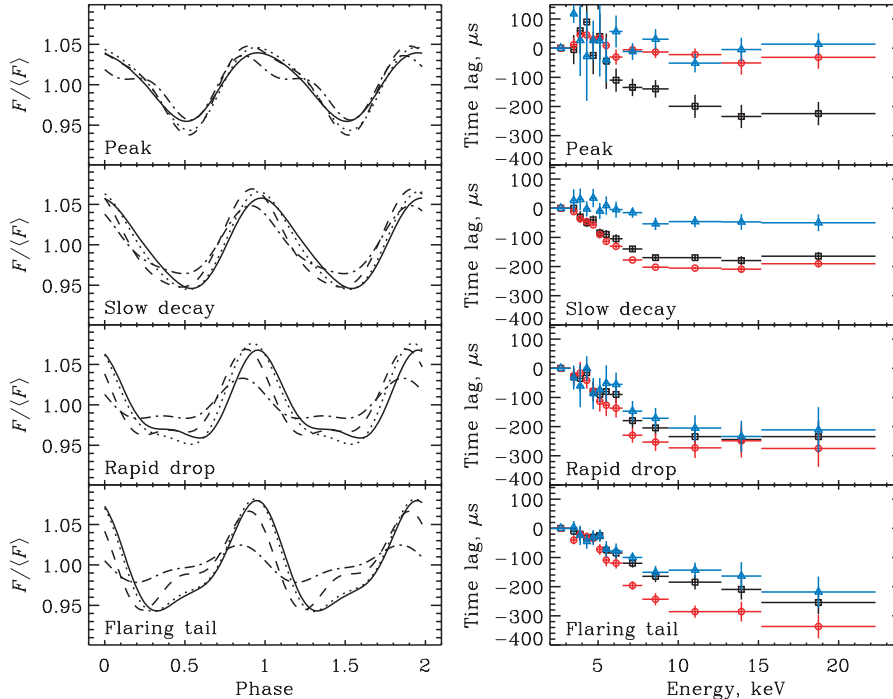 F/⟨F⟩
1.05
1.00
0.95
Peak
F/⟨F⟩
1.05
1.00
0.95
Slow decay
F/⟨F⟩
1.05
1.00
0.95
Rapid drop
F/⟨F⟩
1.05
1.00
0.95
Flaring tail
0
0.5
1
1.5
2
Phase
Time lag, μs
100
0
−100
−200
−300
−400
Peak
Time lag, μs
100
0
−100
−200
−300
−400
Slow decay
Time lag, μs
100
0
−100
−200
−300
−400
Rapid drop
Time lag, μs
100
0
−100
−200
−300
−400
Flaring tail
5
10
15
20
Energy, keV